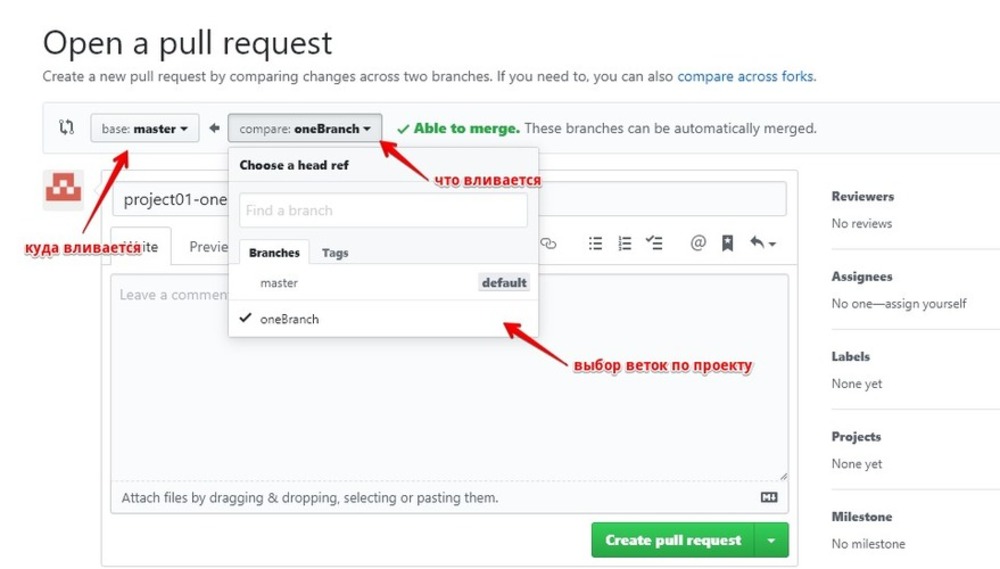 Open a pull request
Create a new pull request by comparing changes across two branches. If you need to, you can also compare across forks.
base: master compare: oneBranch Able to merge. These branches can be automatically merged.
Choose a head ref
что вливается
project01-one
Find a branch
куда вливается
Previe
Branches Tags
master default
oneBranch
Leave a commen
выбор веток по проекту
Attach files by dragging & dropping, selecting or pasting them.
Create pull request
Reviewers
No reviews
Assignees
No one—assign yourself
Labels
None yet
Projects
None yet
Milestone
No milestone